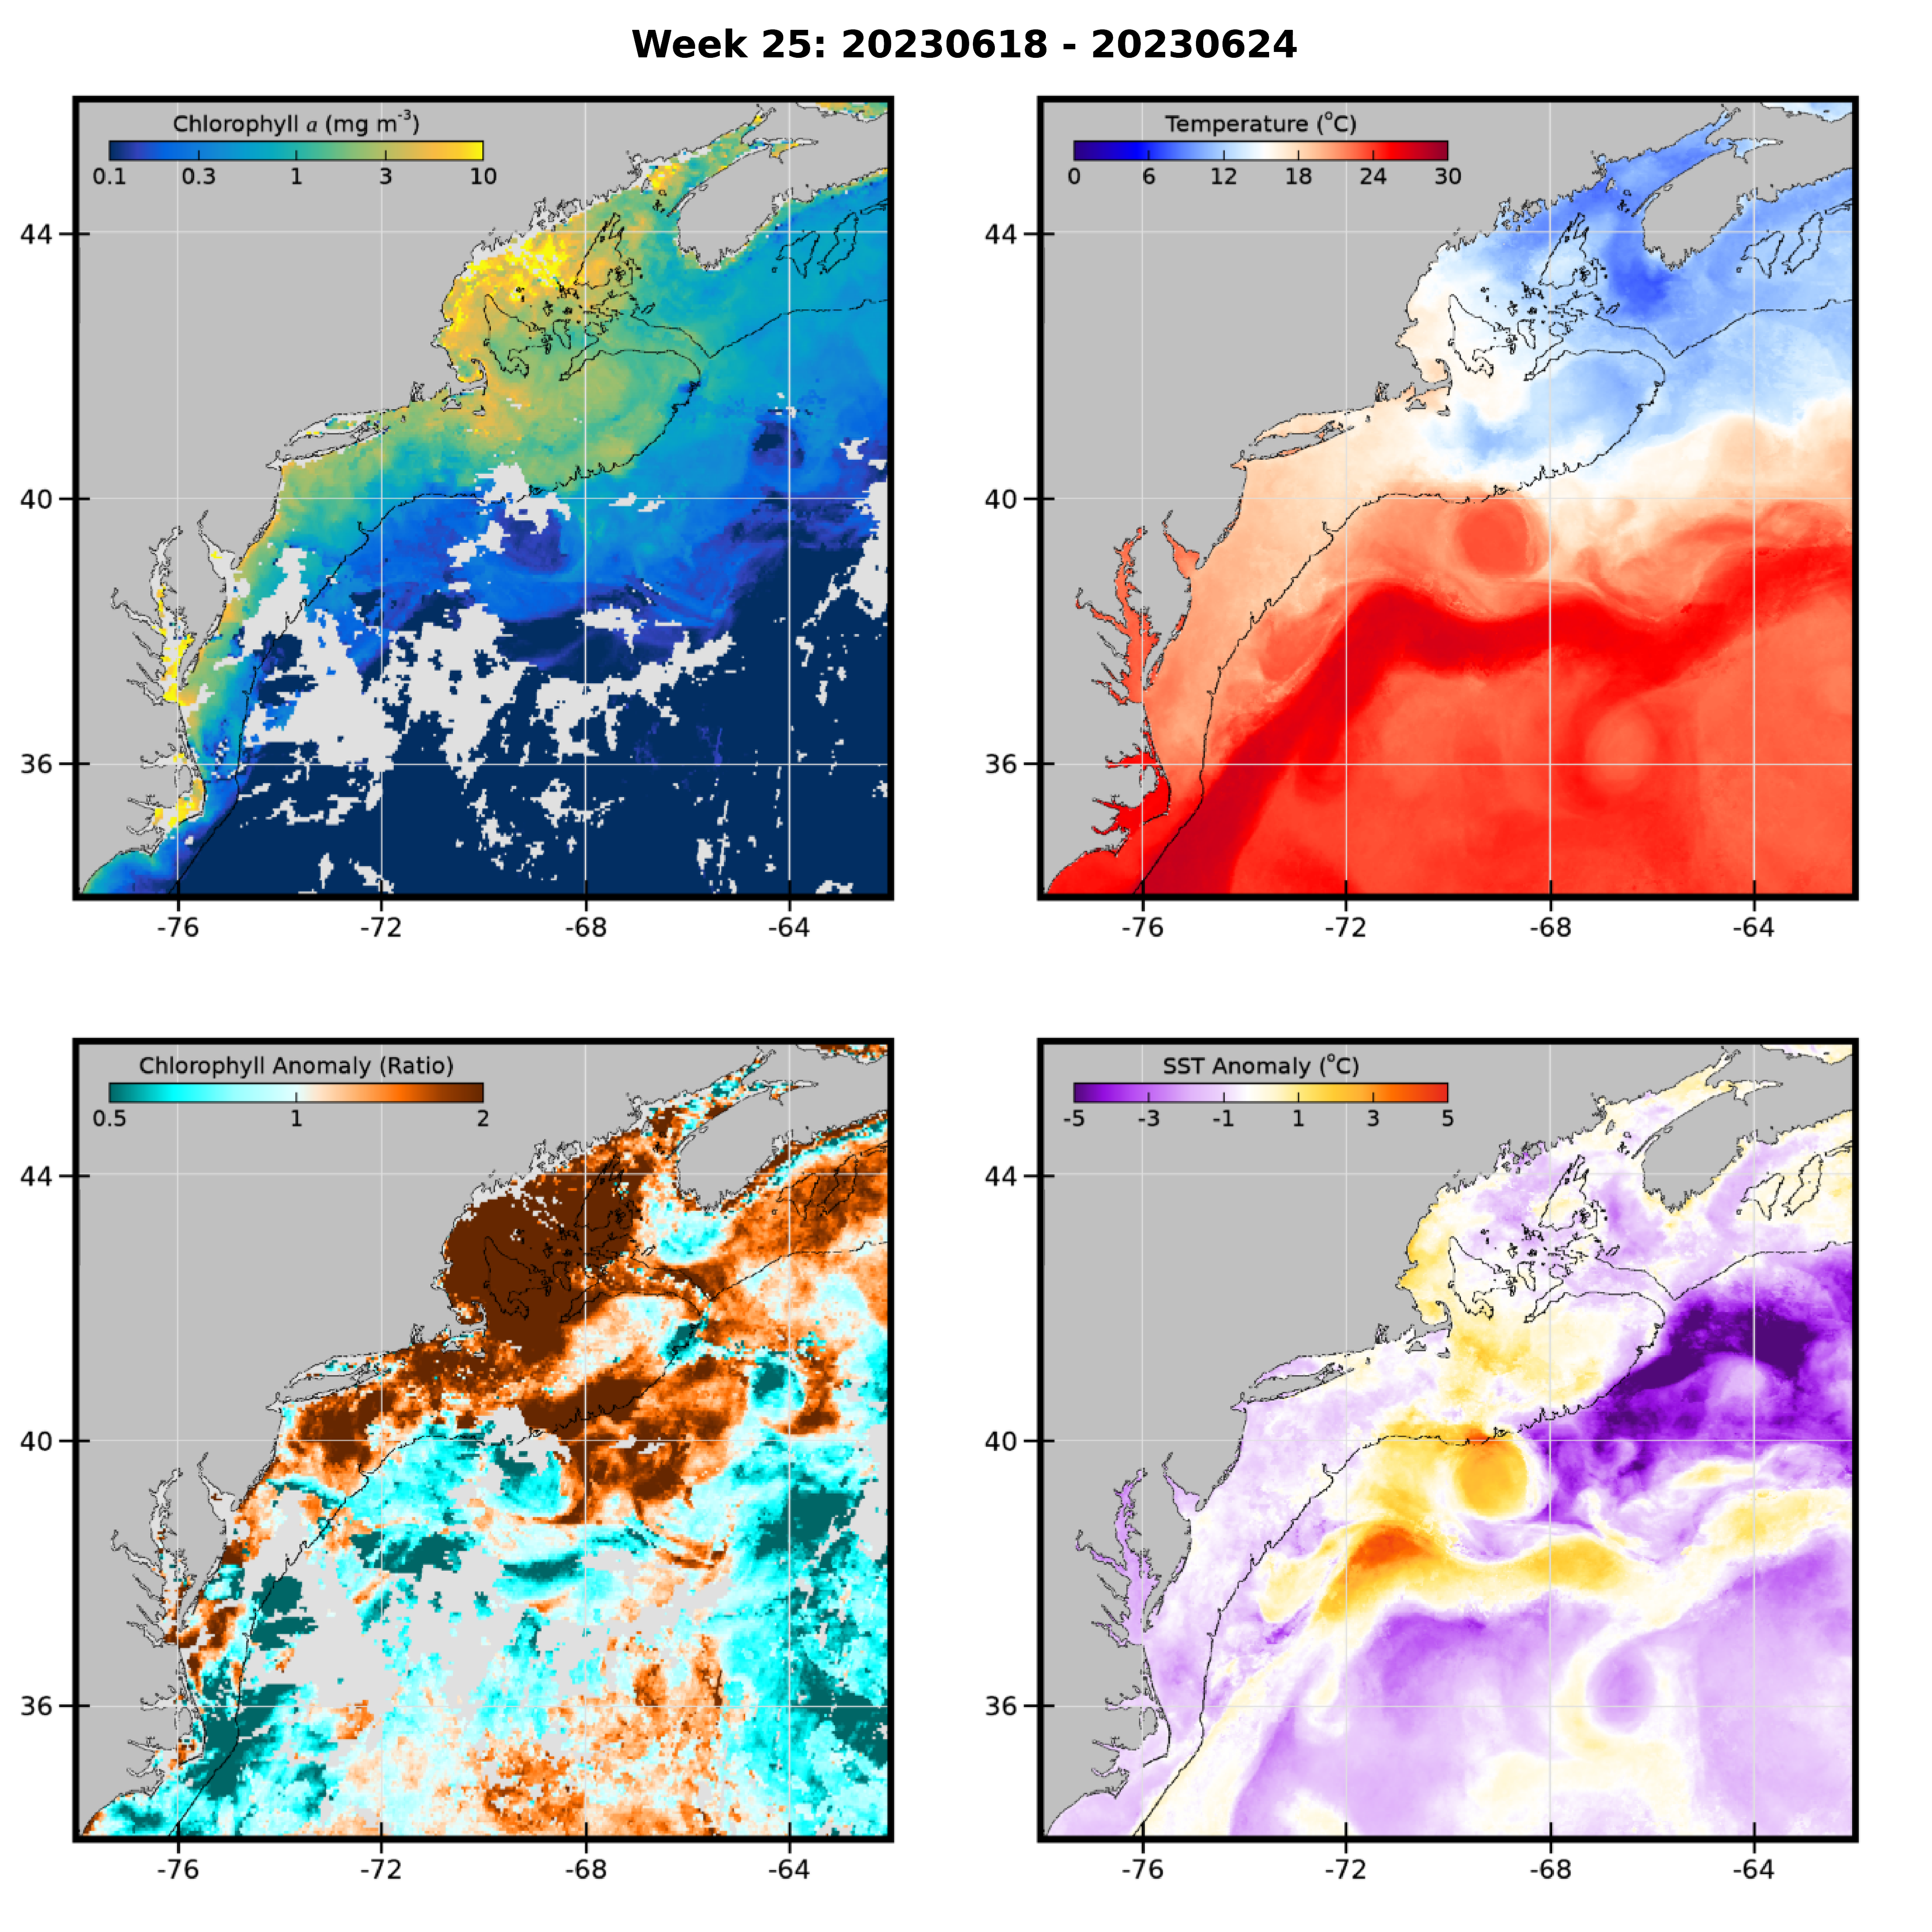 Week 25: 20230618 - 20230624
Chlorophyll a (mg m-3)
0.1 0.3 1 3 10
44
40
36
-76 -72 -68 -64
Temperature (oC)
0 6 12 18 24 30
44
40
36
-76 -72 -68 -64
Chlorophyll Anomaly (Ratio)
0.5 1 2
44
40
36
-76 -72 -68 -64
SST Anomaly (oC)
-5 -3 -1 1 3 5
44
40
36
-76 -72 -68 -64